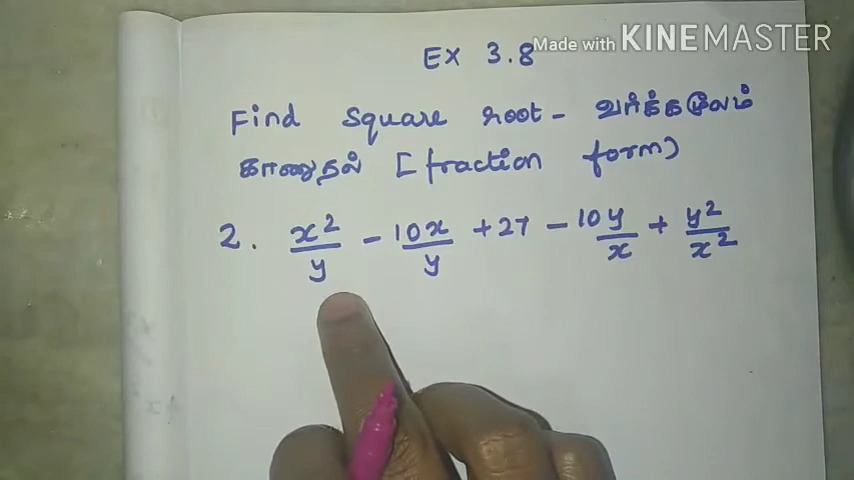 Made with KINEMASTER
EX 3.8
Find Square root - வர்க்கமூலம்
காணுதல் [fraction form)
2. x²/y - 10x/y + 27 - 10y/x + y²/x²